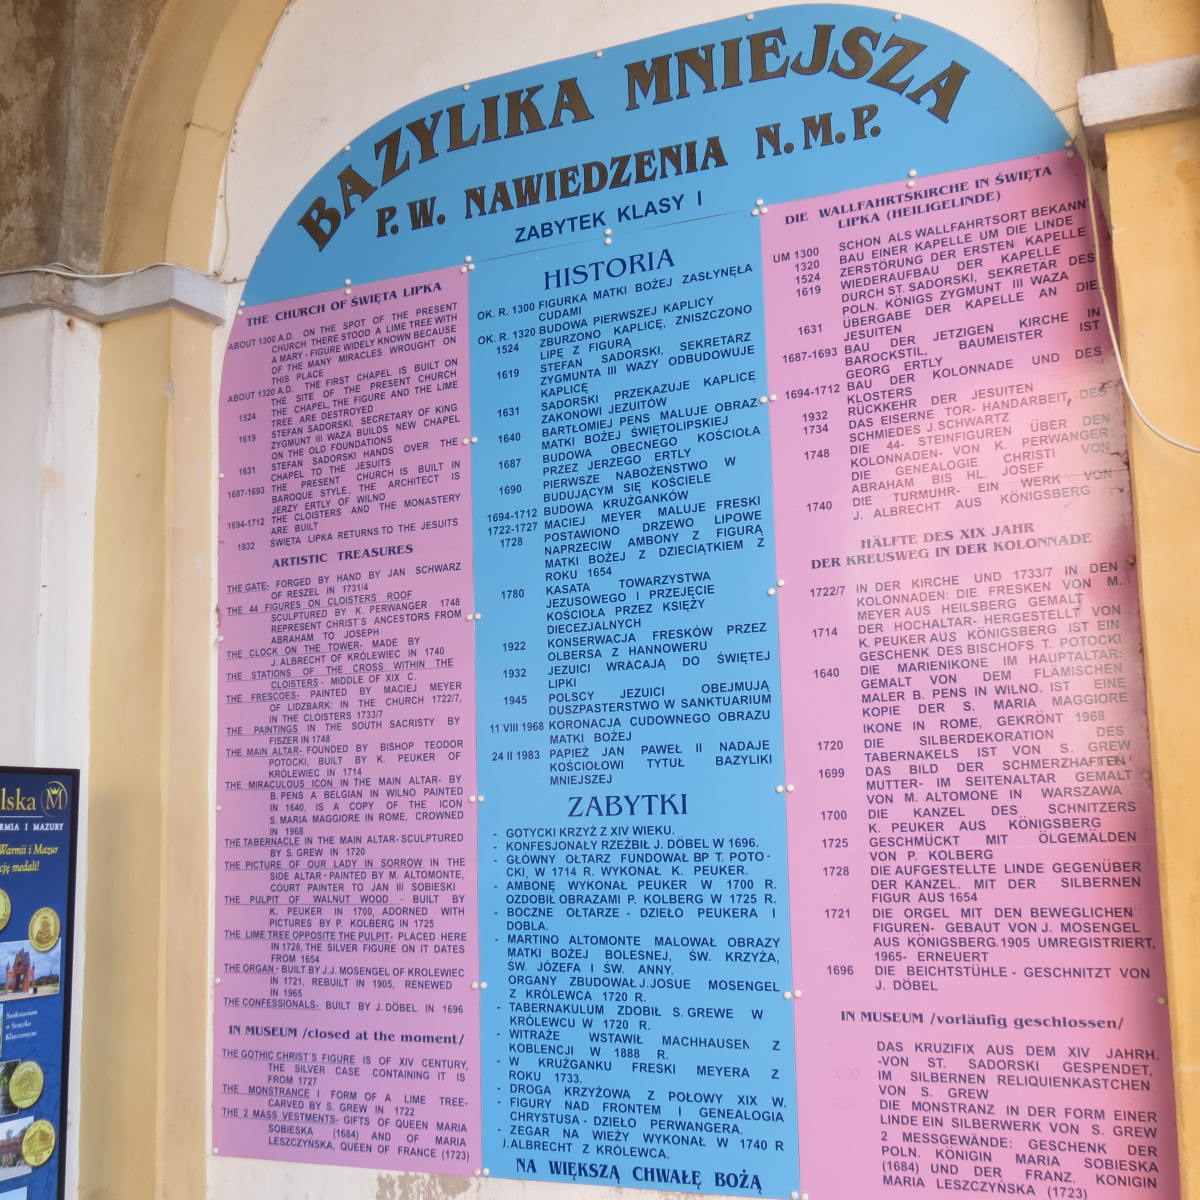 BAZYLIKA MNIEJSZA
P.W. NAWIEDZENIA N.M.P.
ZABYTEK KLASY I
THE CHURCH OF ŚWIĘTA LIPKA
ABOUT 1300 A.D. ON THE SPOT OF THE PRESENT
CHURCH THERE STOOD A LIME TREE WITH
A MARY - FIGURE WIDELY KNOWN BECAUSE
OF THE MANY MIRACLES WROUGHT ON
THIS PLACE
ABOUT 1320 A.D. THE FIRST CHAPEL IS BUILT ON
THE SITE OF THE PRESENT CHURCH
1524 THE CHAPEL, THE FIGURE AND THE LIME
TREE ARE DESTROYED
1619 STEFAN SADORSKI, SECRETARY OF KING
ZYGMUNT III WAZA BUILDS NEW CHAPEL
ON THE OLD FOUNDATIONS
1631 STEFAN SADORSKI HANDS OVER THE
CHAPEL TO THE JESUITS
1687-1693 THE PRESENT CHURCH IS BUILT IN
BAROQUE STYLE, THE ARCHITECT IS
JERZY ERTLY OF WILNO
1694-1712 THE CLOISTERS AND THE MONASTERY
ARE BUILT
1932 ŚWIĘTA LIPKA RETURNS TO THE JESUITS
ARTISTIC TREASURES
THE GATE- FORGED BY HAND BY JAN SCHWARZ
OF RESZEL IN 1731/4
THE 44 FIGURES ON CLOISTERS' ROOF
SCULPTURED BY K. PERWANGER 1748
REPRESENT CHRIST'S ANCESTORS FROM
ABRAHAM TO JOSEPH
THE CLOCK ON THE TOWER- MADE BY
J. ALBRECHT OF KRÓLEWIEC IN 1740
THE STATIONS OF THE CROSS WITHIN THE
CLOISTERS - MIDDLE OF XIX C.
THE FRESCOES- PAINTED BY MACIEJ MEYER
OF LIDZBARK: IN THE CHURCH 1722/7,
IN THE CLOISTERS 1733/7
THE PAINTINGS IN THE SOUTH SACRISTY BY
FISZER IN 1748
THE MAIN ALTAR- FOUNDED BY BISHOP TEODOR
POTOCKI, BUILT BY K. PEUKER OF
KRÓLEWIEC IN 1714
THE MIRACULOUS ICON IN THE MAIN ALTAR- BY
B. PENS A BELGIAN IN WILNO PAINTED
IN 1640, IS A COPY OF THE ICON
S. MARIA MAGGIORE IN ROME, CROWNED
IN 1968
THE TABERNACLE IN THE MAIN ALTAR- SCULPTURED
BY S. GREW IN 1720
THE PICTURE OF OUR LADY IN SORROW IN THE
SIDE ALTAR - PAINTED BY M. ALTOMONTE,
COURT PAINTER TO JAN III SOBIESKI
THE PULPIT OF WALNUT WOOD - BUILT BY
K. PEUKER IN 1700, ADORNED WITH
PICTURES BY P. KOLBERG IN 1725
THE LIME TREE OPPOSITE THE PULPIT- PLACED HERE
IN 1728, THE SILVER FIGURE ON IT DATES
FROM 1654
THE ORGAN - BUILT BY J.J. MOSENGEL OF KROLEWIEC
IN 1721, REBUILT IN 1905, RENEWED
IN 1965
THE CONFESSIONALS- BUILT BY J. DÖBEL IN 1696
IN MUSEUM /closed at the moment/
THE GOTHIC CHRIST'S FIGURE IS OF XIV CENTURY,
THE SILVER CASE CONTAINING IT IS
FROM 1727
THE MONSTRANCE I FORM OF A LIME TREE-
CARVED BY S. GREW IN 1722
THE 2 MASS VESTMENTS- GIFTS OF QUEEN MARIA
SOBIESKA (1684) AND OF MARIA
LESZCZYŃSKA, QUEEN OF FRANCE (1723)
HISTORIA
OK. R. 1300 FIGURKA MATKI BOŻEJ ZASŁYNĘŁA
CUDAMI
OK. R. 1320 BUDOWA PIERWSZEJ KAPLICY
1524 ZBURZONO KAPLICĘ, ZNISZCZONO
LIPĘ Z FIGURĄ
1619 STEFAN SADORSKI, SEKRETARZ
ZYGMUNTA III WAZY ODBUDOWUJE
KAPLICĘ
1631 SADORSKI PRZEKAZUJE KAPLICĘ
ZAKONOWI JEZUITÓW
1640 BARTŁOMIEJ PENS MALUJE OBRAZ
MATKI BOŻEJ ŚWIĘTOLIPSKIEJ
1687 BUDOWA OBECNEGO KOŚCIOŁA
PRZEZ JERZEGO ERTLY
1690 PIERWSZE NABOŻEŃSTWO W
BUDUJĄCYM SIĘ KOŚCIELE
1694-1712 BUDOWA KRUŻGANKÓW
1722-1727 MACIEJ MEYER MALUJE FRESKI
1728 POSTAWIONO DRZEWO LIPOWE
NAPRZECIW AMBONY Z FIGURĄ
MATKI BOŻEJ Z DZIECIĄTKIEM Z
ROKU 1654
1780 KASATA TOWARZYSTWA
JEZUSOWEGO I PRZEJĘCIE
KOŚCIOŁA PRZEZ KSIĘŻY
DIECEZJALNYCH
1922 KONSERWACJA FRESKÓW PRZEZ
OLBERSA Z HANNOWERU
1932 JEZUICI WRACAJĄ DO ŚWIĘTEJ
LIPKI
1945 POLSCY JEZUICI OBEJMUJĄ
DUSZPASTERSTWO W SANKTUARIUM
11 VIII 1968 KORONACJA CUDOWNEGO OBRAZU
MATKI BOŻEJ
24 II 1983 PAPIEŻ JAN PAWEŁ II NADAJE
KOŚCIOŁOWI TYTUŁ BAZYLIKI
MNIEJSZEJ
ZABYTKI
- GOTYCKI KRZYŻ Z XIV WIEKU.
- KONFESJONAŁY RZEŹBIŁ J. DÖBEL W 1696.
- GŁÓWNY OŁTARZ FUNDOWAŁ BP T. POTO-
CKI, W 1714 R. WYKONAŁ K. PEUKER.
- AMBONĘ WYKONAŁ PEUKER W 1700 R.
OZDOBIŁ OBRAZAMI P. KOLBERG W 1725 R.
- BOCZNE OŁTARZE - DZIEŁO PEUKERA I
DOBLA.
- MARTINO ALTOMONTE MALOWAŁ OBRAZY
MATKI BOŻEJ BOLESNEJ, ŚW. KRZYŻA,
ŚW. JÓZEFA I ŚW. ANNY.
ORGANY ZBUDOWAŁ J.JOSUE MOSENGEL
Z KRÓLEWCA 1720 R.
- TABERNAKULUM ZDOBIŁ S. GREWE W
KRÓLEWCU W 1720 R.
- WITRAŻE WSTAWIŁ MACHHAUSEN Z
KOBLENCJI W 1888 R.
- W KRUŻGANKU FRESKI MEYERA Z
ROKU 1733.
- DROGA KRZYŻOWA Z POŁOWY XIX W.
- FIGURY NAD FRONTEM I GENEALOGIA
CHRYSTUSA - DZIEŁO PERWANGERA.
- ZEGAR NA WIEŻY WYKONAŁ W 1740 R
J. ALBRECHT Z KRÓLEWCA.
NA WIĘKSZĄ CHWAŁĘ BOŻĄ
DIE WALLFAHRTSKIRCHE IN ŚWIĘTA
LIPKA (HEILIGELINDE)
UM 1300 SCHON ALS WALLFAHRTSORT BEKANNT
1320 BAU EINER KAPELLE UM DIE LINDE
1524 ZERSTÖRUNG DER ERSTEN KAPELLE
1619 WIEDERAUFBAU DER KAPELLE
DURCH ST. SADORSKI, SEKRETÄR DES
POLN. KÖNIGS ZYGMUNT III WAZA
1631 ÜBERGABE DER KAPELLE AN DIE
JESUITEN
1687-1693 BAU DER JETZIGEN KIRCHE IN
BAROCKSTIL, BAUMEISTER IST
GEORG ERTLY
1694-1712 BAU DER KOLONNADE UND DES
KLOSTERS
1932 RÜCKKEHR DER JESUITEN
1734 DAS EISERNE TOR- HANDARBEIT DES
SCHMIEDES J. SCHWARTZ
1748 DIE 44- STEINFIGUREN ÜBER DEN
KOLONNADEN- VON K. PERWANGER:
DIE GENEALOGIE CHRISTI VON
ABRAHAM BIS HL. JOSEF
1740 DIE TURMUHR- EIN WERK VON
J. ALBRECHT AUS KÖNIGSBERG
HÄLFTE DES XIX JAHR
DER KREUSWEG IN DER KOLONNADE
1722/7 IN DER KIRCHE UND 1733/7 IN DEN
KOLONNADEN: DIE FRESKEN VON M.
MEYER AUS HEILSBERG GEMALT
1714 DER HOCHALTAR- HERGESTELLT VON
K. PEUKER AUS KÖNIGSBERG IST EIN
GESCHENK DES BISCHOFS T. POTOCKI
1640 DIE MARIENIKONE IM HAUPTALTAR:
GEMALT VON DEM FLÄMISCHEN
MALER B. PENS IN WILNO. IST EINE
KOPIE DER S. MARIA MAGGIORE
IKONE IN ROME, GEKRÖNT 1968
1720 DIE SILBERDEKORATION DES
TABERNAKELS IST VON S. GREW
1699 DAS BILD DER SCHMERZHAFTEN
MUTTER- IM SEITENALTAR GEMALT
VON M. ALTOMONE IN WARSZAWA
1700 DIE KANZEL DES SCHNITZERS
K. PEUKER AUS KÖNIGSBERG
1725 GESCHMÜCKT MIT ÖLGEMÄLDEN
VON P. KOLBERG
1728 DIE AUFGESTELLTE LINDE GEGENÜBER
DER KANZEL. MIT DER SILBERNEN
FIGUR AUS 1654
1721 DIE ORGEL MIT DEN BEWEGLICHEN
FIGUREN- GEBAUT VON J. MOSENGEL
AUS KÖNIGSBERG. 1905 UMREGISTRIERT,
1965- ERNEUERT
1696 DIE BEICHTSTÜHLE - GESCHNITZT VON
J. DÖBEL
IN MUSEUM /vorläufig geschlossen/
DAS KRUZIFIX AUS DEM XIV JAHRH.
-VON ST. SADORSKI GESPENDET,
IM SILBERNEN RELIQUIENKASTCHEN
VON S. GREW
DIE MONSTRANZ IN DER FORM EINER
LINDE EIN SILBERWERK VON S. GREW
2 MESSGEWÄNDE: GESCHENK DER
POLN. KÖNIGIN MARIA SOBIESKA
(1684) UND DER FRANZ. KONIGIN
MARIA LESZCZYŃSKA (1723)
lska M
RMIA I MAZURY
Warmii i Mazur
cję medali!
Sanktuarium
w Stoczku
Klasztornym